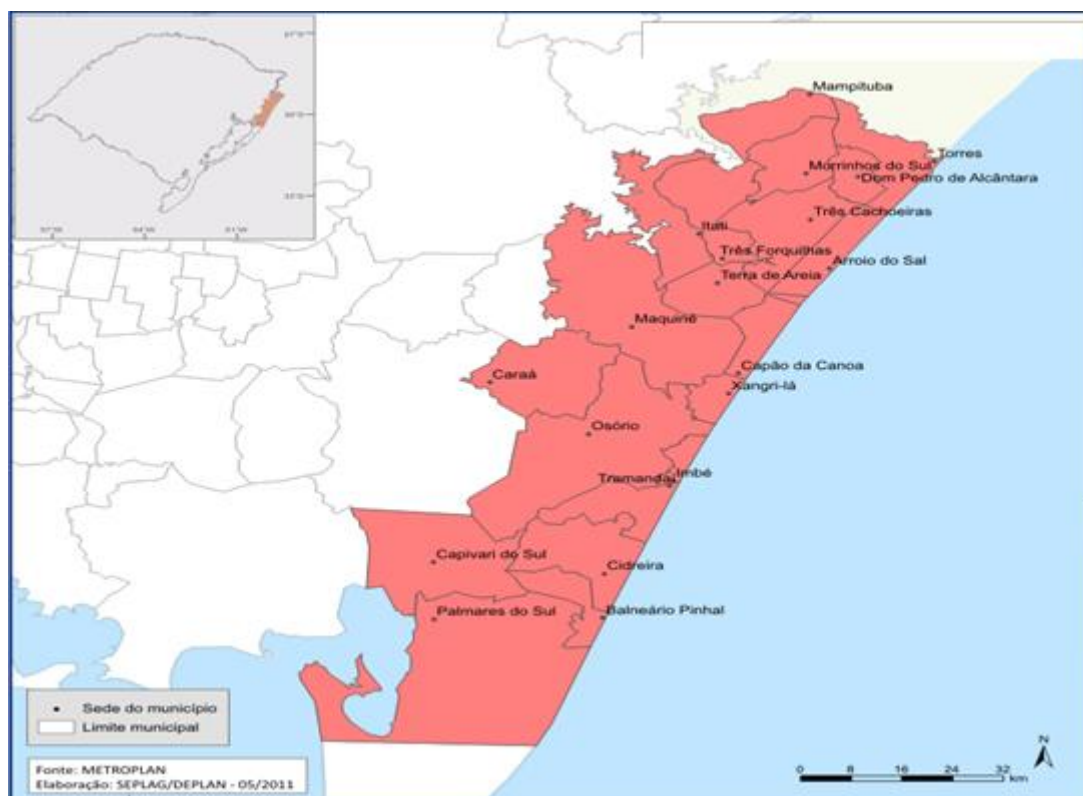 Mampituba
Torres
Morrinhos do Sul
Dom Pedro de Alcântara
Três Cachoeiras
Itati
Três Forquilhas
Arroio do Sal
Terra de Areia
Maquiné
Capão da Canoa
Caraá
Xangri-lá
Osório
Imbé
Tramandaí
Capivari do Sul
Cidreira
Balneário Pinhal
Palmares do Sul
Sede do município
Limite municipal
Fonte: METROPLAN
Elaboração: SEPLAG/DEPLAN - 05/2011
N
0 8 16 24 32
km